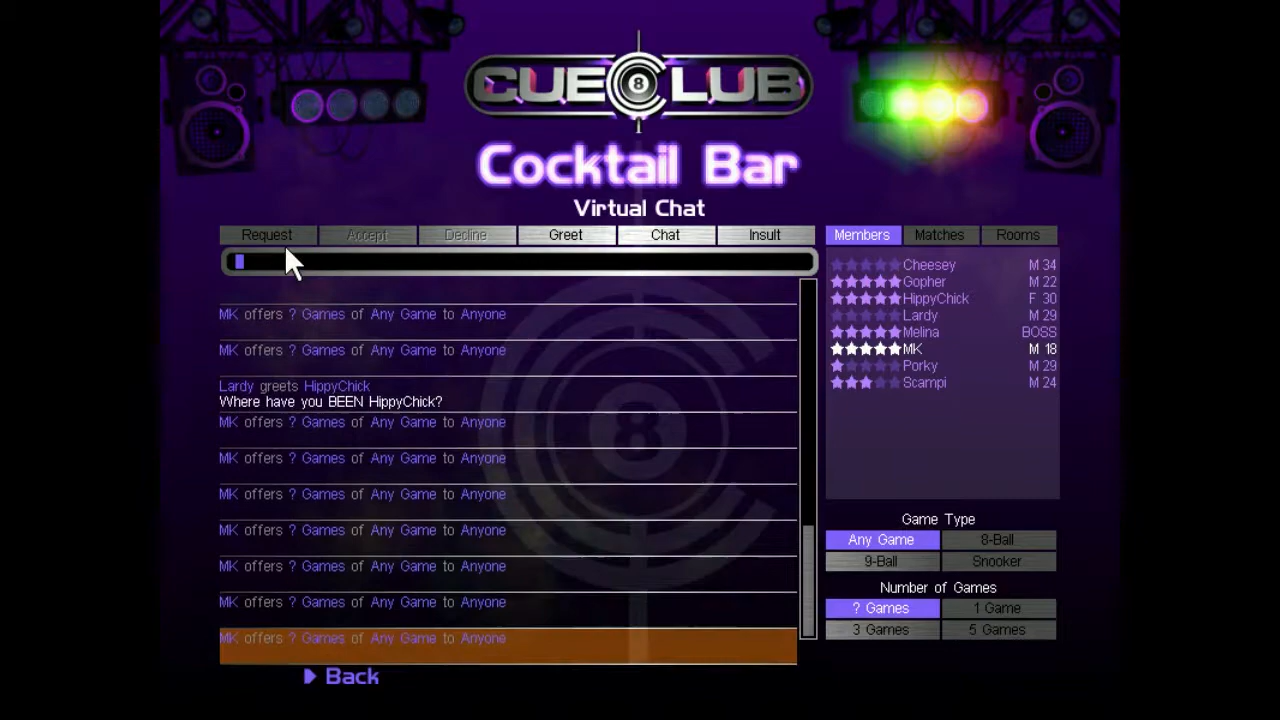 CUE CLUB
8
Cocktail Bar
Virtual Chat
Request Accept Decline Greet Chat Insult
Members Matches Rooms
MK offers ? Games of Any Game to Anyone
MK offers ? Games of Any Game to Anyone
Lardy greets HippyChick
Where have you BEEN HippyChick?
MK offers ? Games of Any Game to Anyone
MK offers ? Games of Any Game to Anyone
MK offers ? Games of Any Game to Anyone
MK offers ? Games of Any Game to Anyone
MK offers ? Games of Any Game to Anyone
MK offers ? Games of Any Game to Anyone
MK offers ? Games of Any Game to Anyone
Back
Cheesey M 34
Gopher M 22
HippyChick F 30
Lardy M 29
Melina BOSS
MK M 18
Porky M 29
Scampi M 24
Game Type
Any Game 8-Ball
9-Ball Snooker
Number of Games
? Games 1 Game
3 Games 5 Games
8